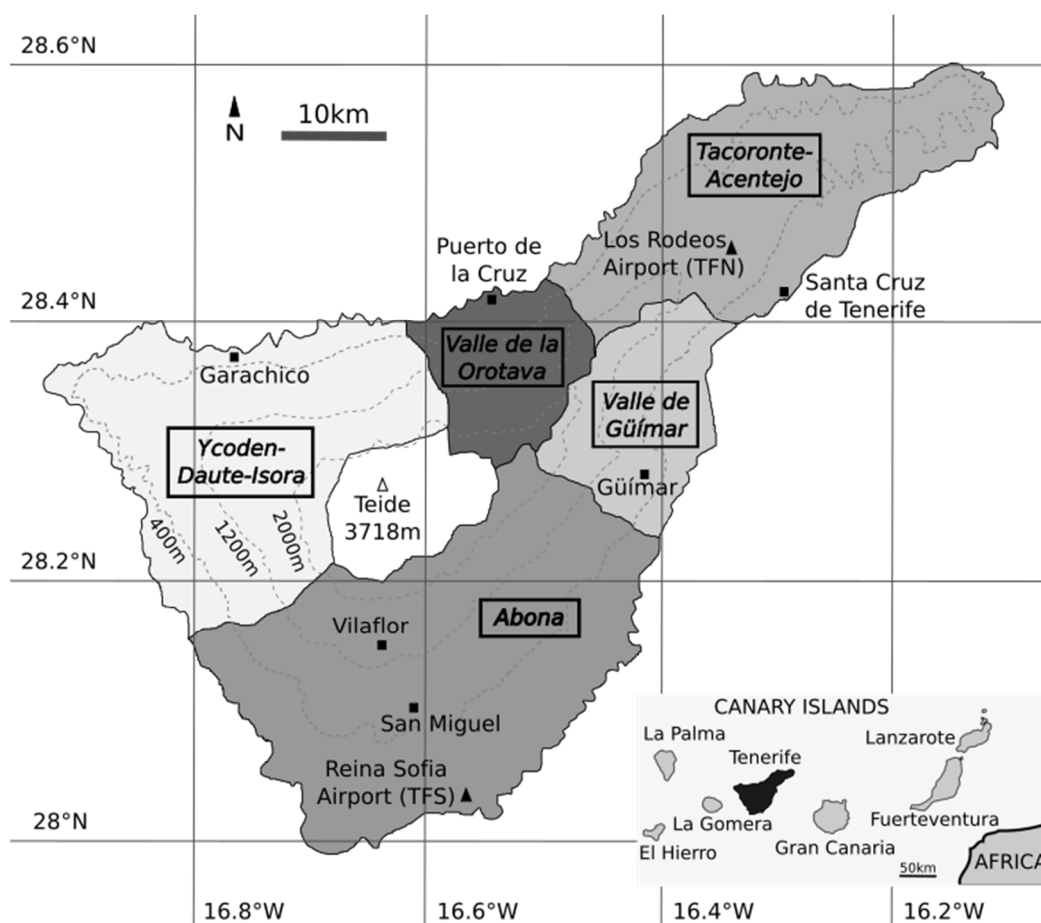 28.6°N
N
10km
Tacoronte-
Acentejo
Los Rodeos
Airport (TFN)
Puerto de
la Cruz
Santa Cruz
de Tenerife
28.4°N
Valle de la
Orotava
Garachico
Valle de
Güímar
Ycoden-
Daute-Isora
Güímar
Teide
3718m
400m
1200m
2000m
28.2°N
Abona
Vilaflor
San Miguel
Reina Sofia
Airport (TFS)
28°N
16.8°W
16.6°W
16.4°W
16.2°W
CANARY ISLANDS
La Palma
Lanzarote
Tenerife
La Gomera
Fuerteventura
El Hierro
Gran Canaria
50km
AFRICA